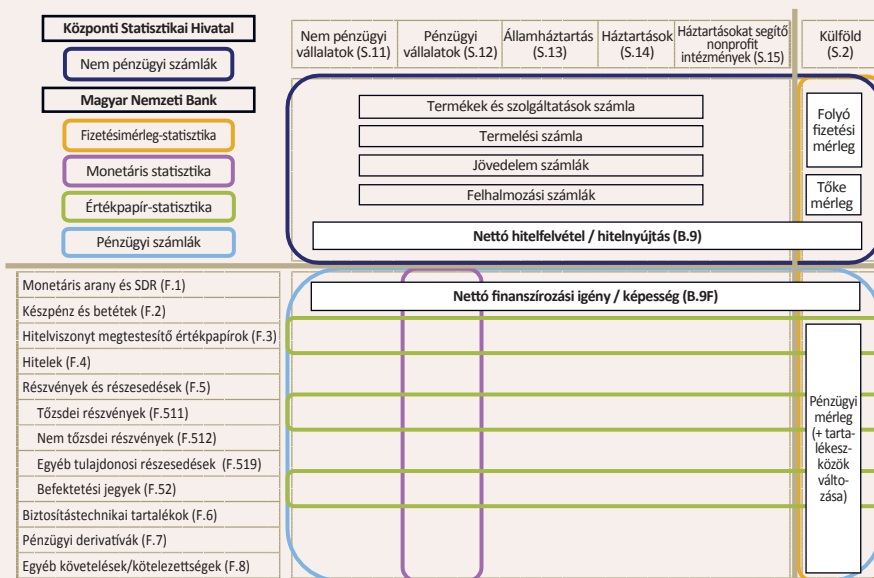 Központi Statisztikai Hivatal
Nem pénzügyi számlák
Magyar Nemzeti Bank
Fizetésimérleg-statisztika
Monetáris statisztika
Értékpapír-statisztika
Pénzügyi számlák
Nem pénzügyi
vállalatok (S.11)
Pénzügyi
vállalatok (S.12)
Államháztartás
(S.13)
Háztartások
(S.14)
Háztartásokat segítő
nonprofit
intézmények (S.15)
Külföld
(S.2)
Termékek és szolgáltatások számla
Termelési számla
Jövedelem számlák
Felhalmozási számlák
Nettó hitelfelvétel / hitelnyújtás (B.9)
Folyó
fizetési
mérleg
Tőke
mérleg
Monetáris arany és SDR (F.1)
Készpénz és betétek (F.2)
Hitelviszonyt megtestesítő értékpapírok (F.3)
Hitelek (F.4)
Részvények és részesedések (F.5)
Tőzsdei részvények (F.511)
Nem tőzsdei részvények (F.512)
Egyéb tulajdonosi részesedések (F.519)
Befektetési jegyek (F.52)
Biztosítástechnikai tartalékok (F.6)
Pénzügyi derivatívák (F.7)
Egyéb követelések/kötelezettségek (F.8)
Nettó finanszírozási igény / képesség (B.9F)
Pénzügyi
mérleg
(+ tarta-
lékesz-
közök
válto-
zása)